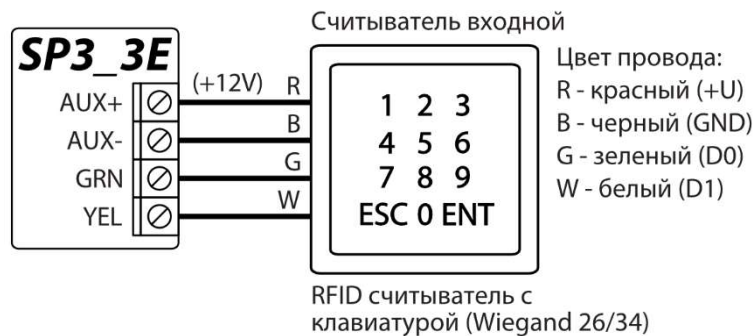 Считыватель входной
SP3_3E
AUX+
AUX-
GRN
YEL
(+12V) R
B
G
W
1 2 3
4 5 6
7 8 9
ESC 0 ENT
Цвет провода:
R - красный (+U)
B - черный (GND)
G - зеленый (D0)
W - белый (D1)
RFID считыватель с
клавиатурой (Wiegand 26/34)